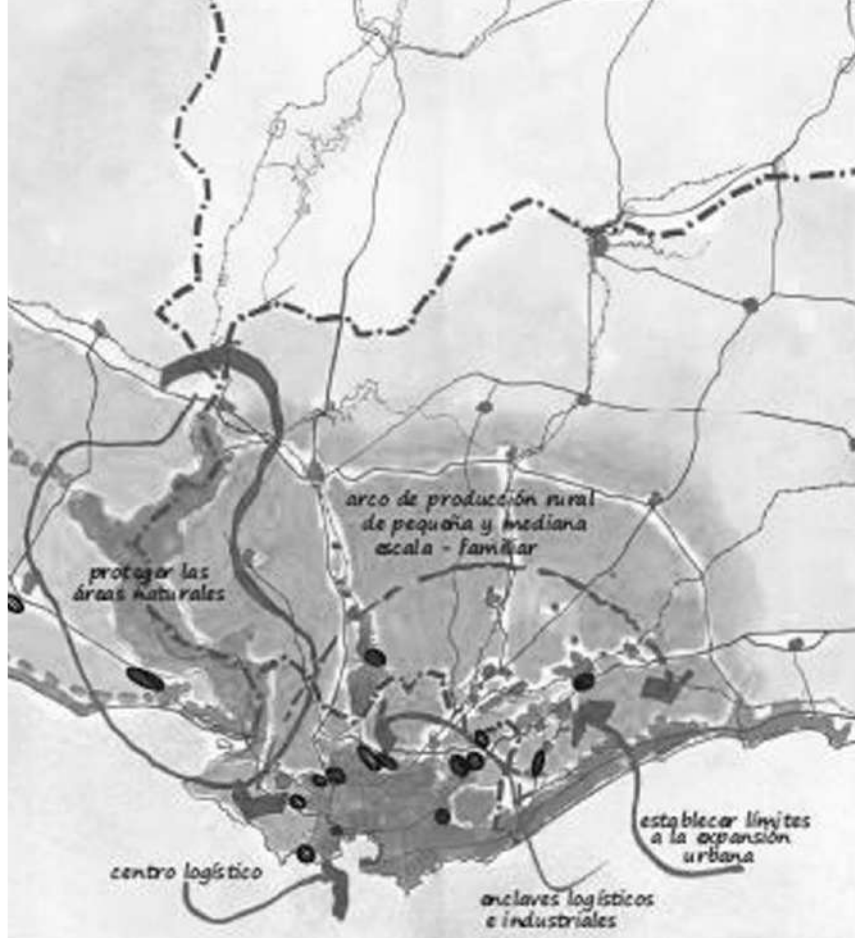 arco de producción rural
de pequeña y mediana
escala - familiar
proteger las
áreas naturales
establecer límites
a la expansión
urbana
centro logístico
enclaves logísticos
e industriales